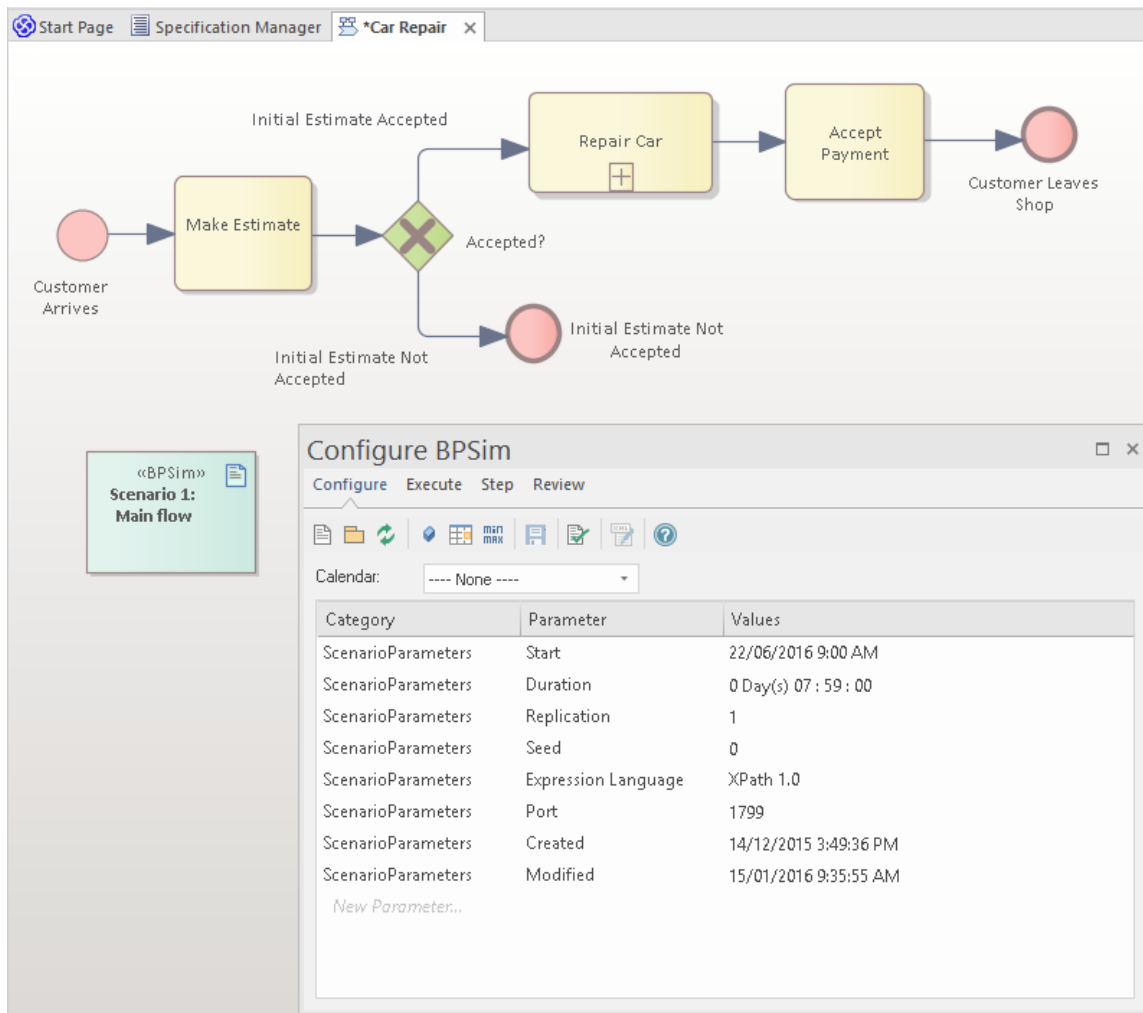 Start Page Specification Manager *Car Repair
Initial Estimate Accepted
Repair Car
Accept
Payment
Customer Leaves
Shop
Make Estimate
Accepted?
Customer
Arrives
Initial Estimate Not
Accepted
Initial Estimate Not
Accepted
«BPSim»
Scenario 1:
Main flow
Configure BPSim
Configure Execute Step Review
min
max
XML
Calendar: ---- None ----
Category Parameter Values
ScenarioParameters Start 22/06/2016 9:00 AM
ScenarioParameters Duration 0 Day(s) 07 : 59 : 00
ScenarioParameters Replication 1
ScenarioParameters Seed 0
ScenarioParameters Expression Language XPath 1.0
ScenarioParameters Port 1799
ScenarioParameters Created 14/12/2015 3:49:36 PM
ScenarioParameters Modified 15/01/2016 9:35:55 AM
New Parameter...